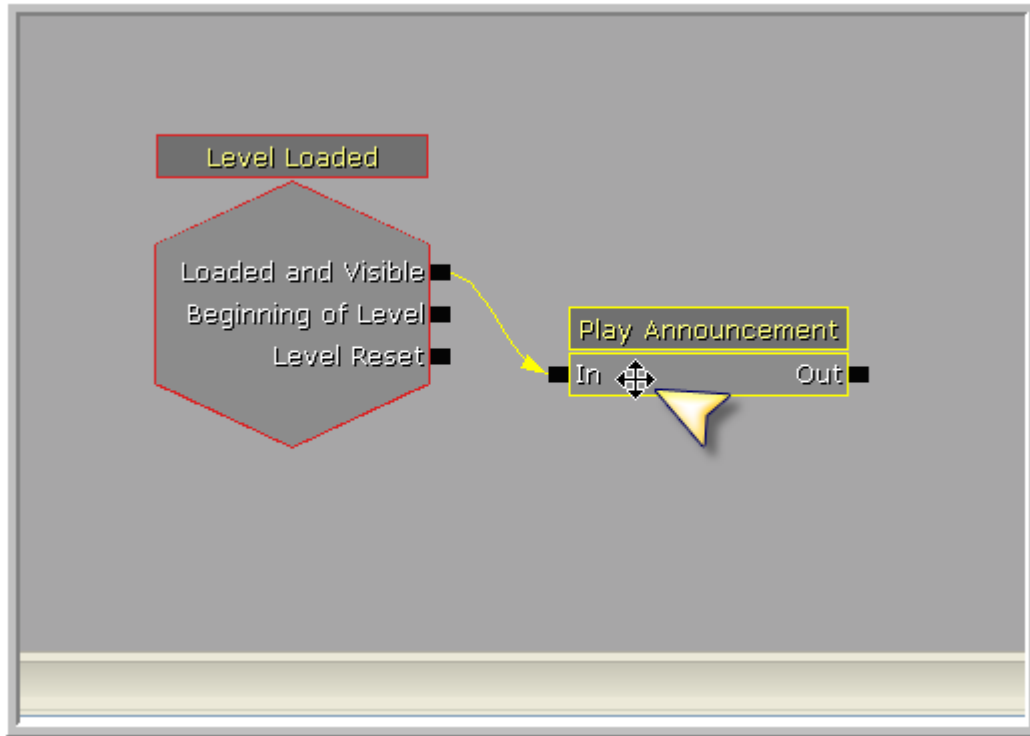 Level Loaded
Loaded and Visible
Beginning of Level
Level Reset
Play Announcement
In Out